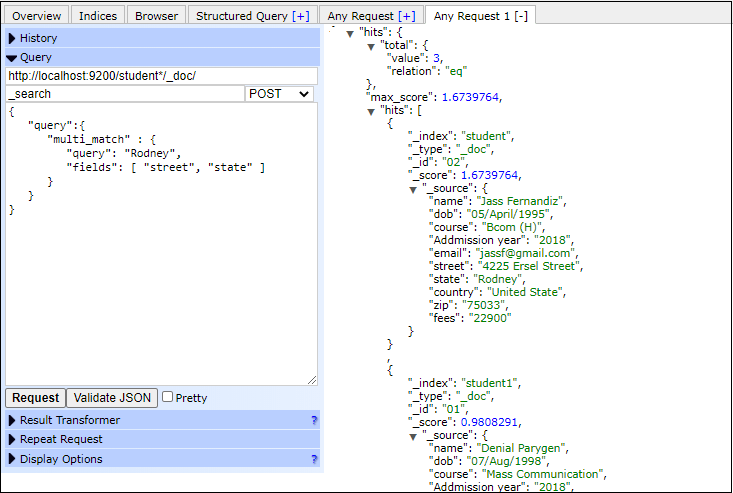 Overview Indices Browser Structured Query [+] Any Request [+] Any Request 1 [-]
History
Query
http://localhost:9200/student*/_doc/
_search POST
{
"query":{
"multi_match" : {
"query": "Rodney",
"fields": [ "street", "state" ]
}
}
}
Request Validate JSON Pretty
Result Transformer ?
Repeat Request
Display Options ?
"hits": {
"total": {
"value": 3,
"relation": "eq"
},
"max_score": 1.6739764,
"hits": [
{
"_index": "student",
"_type": "_doc",
"_id": "02",
"_score": 1.6739764,
"_source": {
"name": "Jass Fernandiz",
"dob": "05/April/1995",
"course": "Bcom (H)",
"Addmission year": "2018",
"email": "jassf@gmail.com",
"street": "4225 Ersel Street",
"state": "Rodney",
"country": "United State",
"zip": "75033",
"fees": "22900"
}
}
,
{
"_index": "student1",
"_type": "_doc",
"_id": "01",
"_score": 0.9808291,
"_source": {
"name": "Denial Parygen",
"dob": "07/Aug/1998",
"course": "Mass Communication",
"Addmission year": "2018",